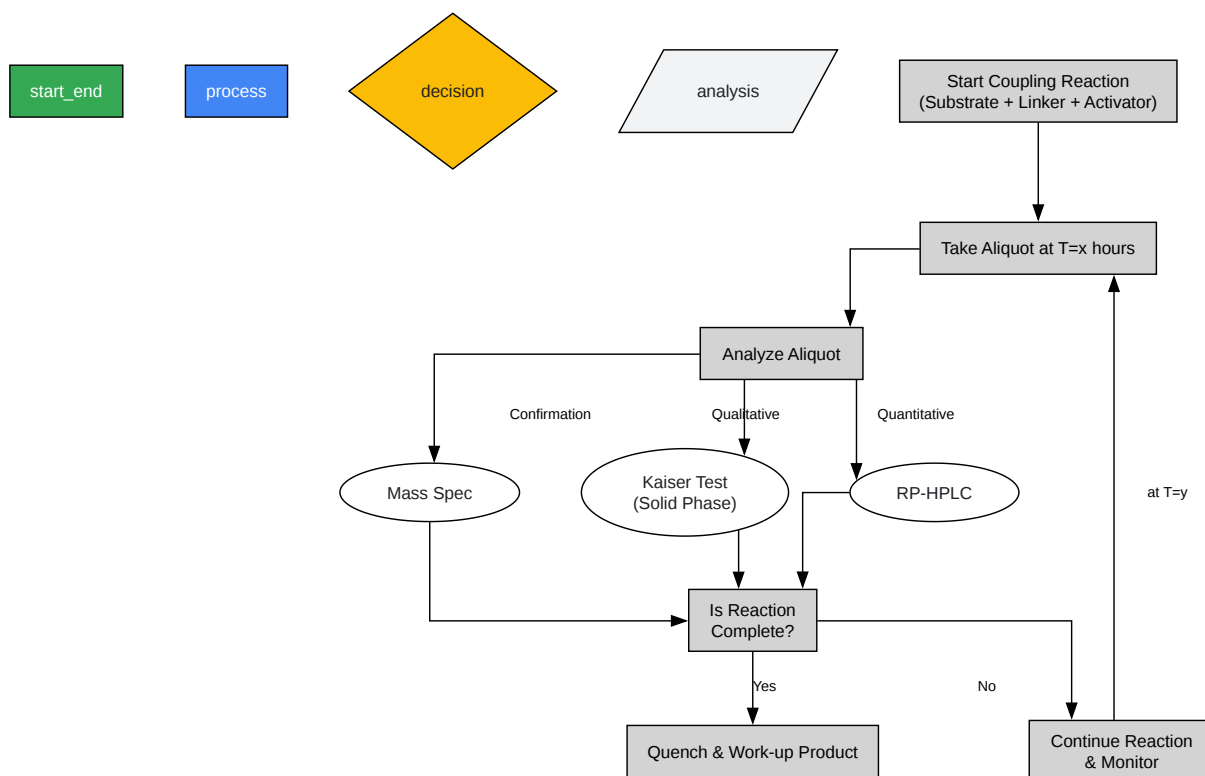 start_end
process
decision
analysis
Start Coupling Reaction
(Substrate + Linker + Activator)
Take Aliquot at T=x hours
Analyze Aliquot
Confirmation
Qualitative
Quantitative
Mass Spec
Kaiser Test
(Solid Phase)
RP-HPLC
at T=y
Is Reaction
Complete?
Yes
No
Quench & Work-up Product
Continue Reaction
& Monitor